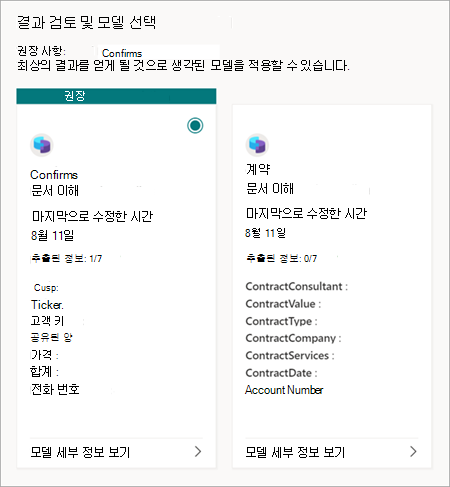 결과 검토 및 모델 선택
권장 사항: Confirms
최상의 결과를 얻게 될 것으로 생각된 모델을 적용할 수 있습니다.
권장
Confirms
문서 이해
마지막으로 수정한 시간
8월 11일
추출된 정보: 1/7
Cusp:
Ticker.
고객 키
공유된 양
가격 :
합계 :
전화 번호
모델 세부 정보 보기
계약
문서 이해
마지막으로 수정한 시간
8월 11일
추출된 정보: 0/7
ContractConsultant :
ContractValue :
ContractType :
ContractCompany :
ContractServices :
ContractDate :
Account Number
모델 세부 정보 보기